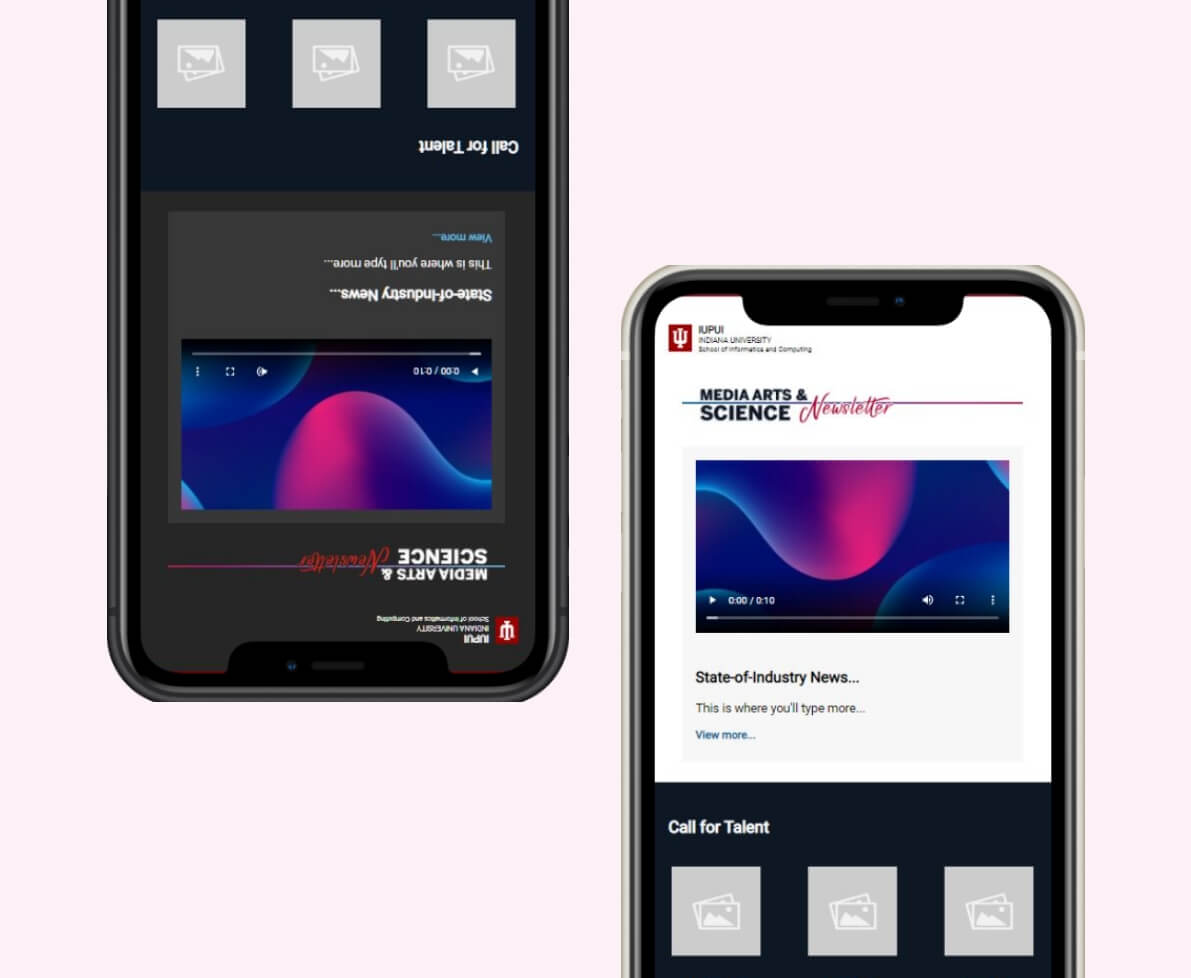 IUPUI
INDIANA UNIVERSITY
School of Informatics and Computing
MEDIA ARTS &
SCIENCE Newsletter
0:00 / 0:10
State-of-Industry News...
This is where you'll type more...
View more...
Call for Talent
IUPUI
INDIANA UNIVERSITY
School of Informatics and Computing
MEDIA ARTS &
SCIENCE Newsletter
0:00 / 0:10
State-of-Industry News...
This is where you'll type more...
View more...
Call for Talent